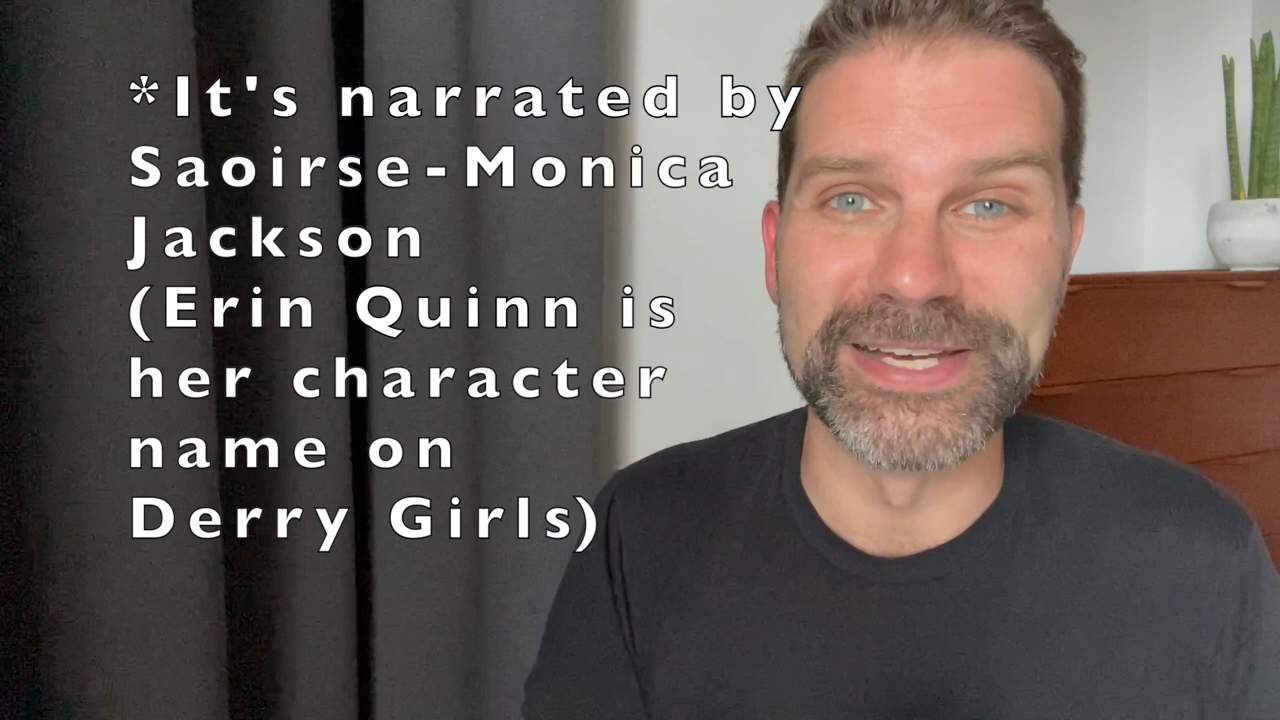 *It's narrated by
Saoirse-Monica
Jackson
(Erin Quinn is
her character
name on
Derry Girls)